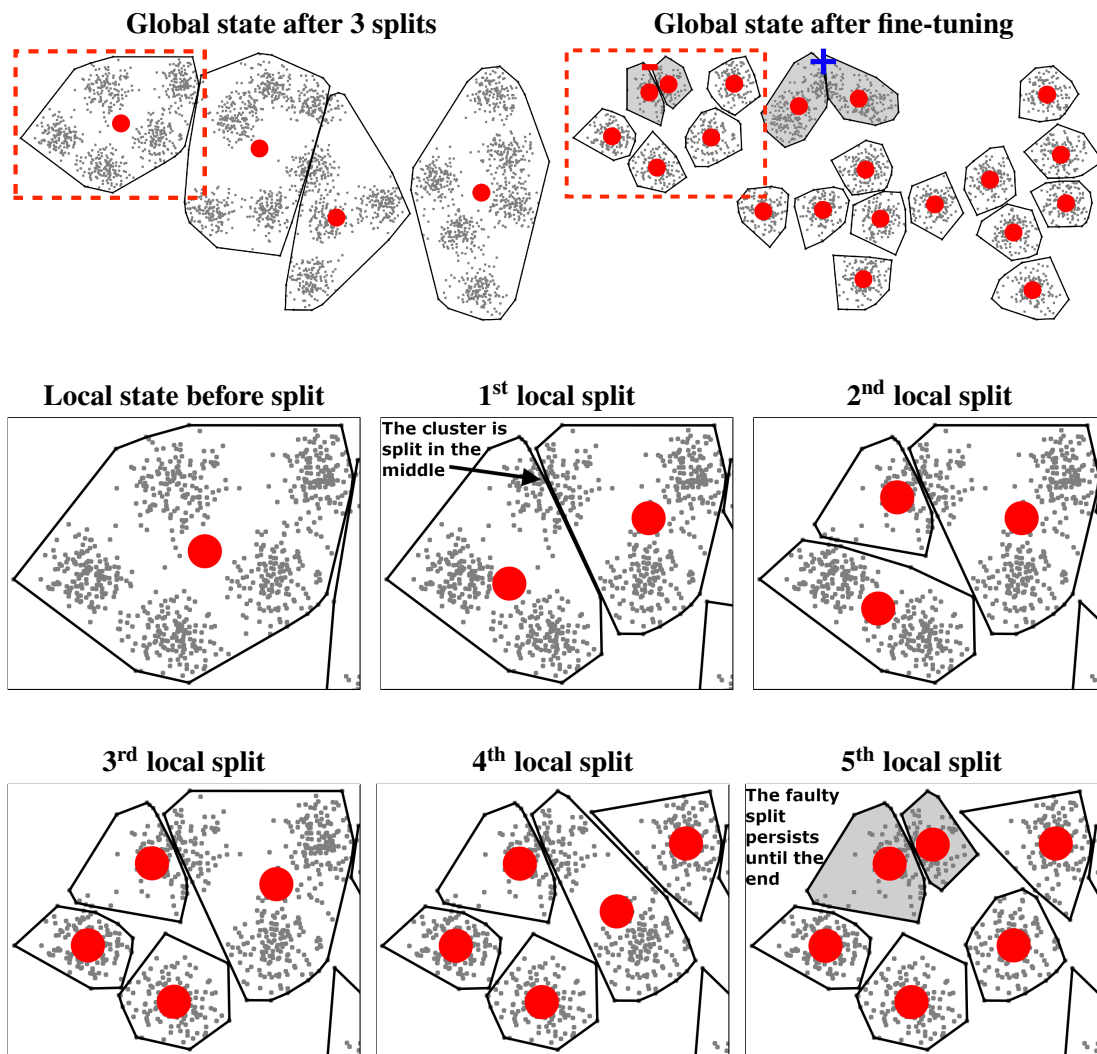 Global state after 3 splits
Global state after fine-tuning
Local state before split
1st local split
2nd local split
The cluster is
split in the
middle
3rd local split
4th local split
5th local split
The faulty
split
persists
until the
end